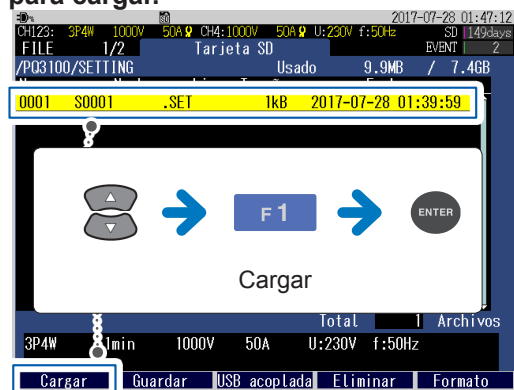 para cargar.
2017-07-28 01:47:12
CH123: 3P4W 1000V 50A CH4:1000V 50A U:230V f:50Hz SD 149days
FILE 1/2 Tarjeta SD EVENT 2
/PQ3100/SETTING Usado 9.9MB / 7.4GB
0001 S0001 .SET 1kB 2017-07-28 01:39:59
F1
ENTER
Cargar
Total 1 Archivos
3P4W 1min 1000V 50A U:230V f:50Hz
Cargar Guardar USB acoplada Eliminar Formato